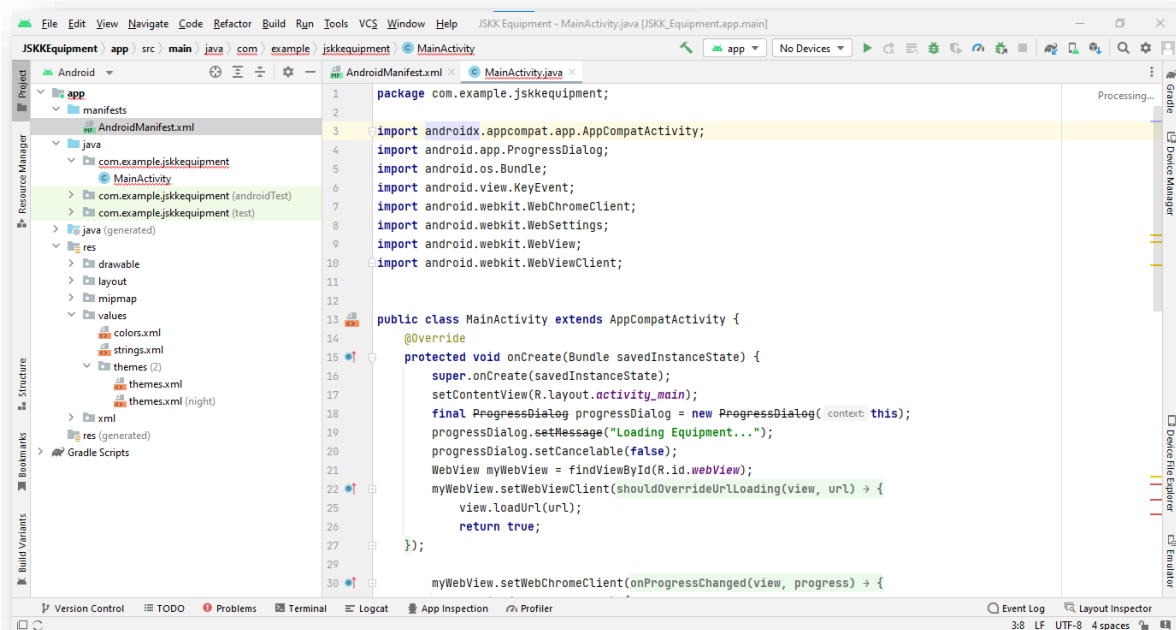 File Edit View Navigate Code Refactor Build Run Tools VCS Window Help JSKK Equipment - MainActivity.java [JSKK_Equipment.app.main]
JSKKEquipment app src main java com example jskkequipment MainActivity app No Devices
Android
AndroidManifest.xml MainActivity.java
Project
Resource Manager
Structure
Bookmarks
Build Variants
app
manifests
AndroidManifest.xml
java
com.example.jskkequipment
MainActivity
com.example.jskkequipment (androidTest)
com.example.jskkequipment (test)
java (generated)
res
drawable
layout
mipmap
values
colors.xml
strings.xml
themes (2)
themes.xml
themes.xml (night)
xml
res (generated)
Gradle Scripts
1 package com.example.jskkequipment;
2
3 import androidx.appcompat.app.AppCompatActivity;
4 import android.app.ProgressDialog;
5 import android.os.Bundle;
6 import android.view.KeyEvent;
7 import android.webkit.WebChromeClient;
8 import android.webkit.WebSettings;
9 import android.webkit.WebView;
10 import android.webkit.WebViewClient;
11
12
13 public class MainActivity extends AppCompatActivity {
14 @Override
15 protected void onCreate(Bundle savedInstanceState) {
16 super.onCreate(savedInstanceState);
17 setContentView(R.layout.activity_main);
18 final ProgressDialog progressDialog = new ProgressDialog( context: this);
19 progressDialog.setMessage("Loading Equipment...");
20 progressDialog.setCancelable(false);
21 WebView myWebView = findViewById(R.id.webView);
22 myWebView.setWebViewClient(shouldOverrideUrlLoading(view, url) → {
25 view.loadUrl(url);
26 return true;
27 });
29
30 myWebView.setWebChromeClient(onProgressChanged(view, progress) → {
Processing...
Gradle
Device Manager
Device File Explorer
Emulator
Version Control TODO Problems Terminal Logcat App Inspection Profiler Event Log Layout Inspector
3:8 LF UTF-8 4 spaces